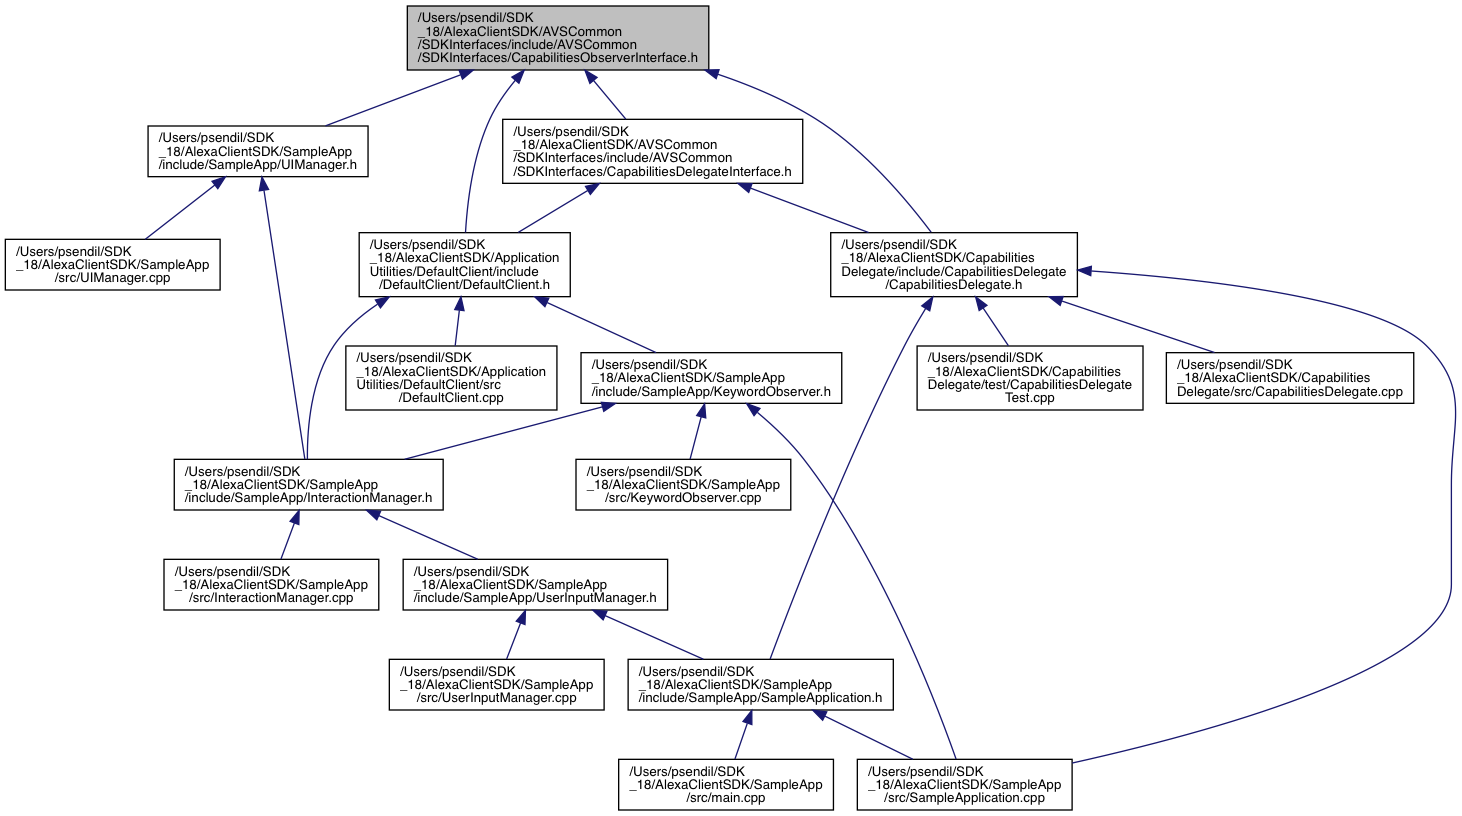 /Users/psendil/SDK
_18/AlexaClientSDK/AVSCommon
/SDKInterfaces/include/AVSCommon
/SDKInterfaces/CapabilitiesObserverInterface.h
/Users/psendil/SDK
_18/AlexaClientSDK/SampleApp
/include/SampleApp/UIManager.h
/Users/psendil/SDK
_18/AlexaClientSDK/AVSCommon
/SDKInterfaces/include/AVSCommon
/SDKInterfaces/CapabilitiesDelegateInterface.h
/Users/psendil/SDK
_18/AlexaClientSDK/SampleApp
/src/UIManager.cpp
/Users/psendil/SDK
_18/AlexaClientSDK/Application
Utilities/DefaultClient/include
/DefaultClient/DefaultClient.h
/Users/psendil/SDK
_18/AlexaClientSDK/Capabilities
Delegate/include/CapabilitiesDelegate
/CapabilitiesDelegate.h
/Users/psendil/SDK
_18/AlexaClientSDK/Application
Utilities/DefaultClient/src
/DefaultClient.cpp
/Users/psendil/SDK
_18/AlexaClientSDK/SampleApp
/include/SampleApp/KeywordObserver.h
/Users/psendil/SDK
_18/AlexaClientSDK/Capabilities
Delegate/test/CapabilitiesDelegate
Test.cpp
/Users/psendil/SDK
_18/AlexaClientSDK/Capabilities
Delegate/src/CapabilitiesDelegate.cpp
/Users/psendil/SDK
_18/AlexaClientSDK/SampleApp
/include/SampleApp/InteractionManager.h
/Users/psendil/SDK
_18/AlexaClientSDK/SampleApp
/src/KeywordObserver.cpp
/Users/psendil/SDK
_18/AlexaClientSDK/SampleApp
/src/InteractionManager.cpp
/Users/psendil/SDK
_18/AlexaClientSDK/SampleApp
/include/SampleApp/UserInputManager.h
/Users/psendil/SDK
_18/AlexaClientSDK/SampleApp
/src/UserInputManager.cpp
/Users/psendil/SDK
_18/AlexaClientSDK/SampleApp
/include/SampleApp/SampleApplication.h
/Users/psendil/SDK
_18/AlexaClientSDK/SampleApp
/src/main.cpp
/Users/psendil/SDK
_18/AlexaClientSDK/SampleApp
/src/SampleApplication.cpp